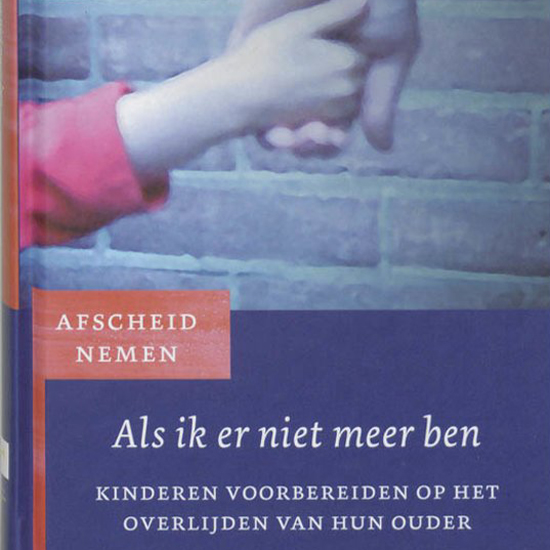 AFSCHEID
NEMEN
Als ik er niet meer ben
KINDEREN VOORBEREIDEN OP HET
OVERLIJDEN VAN HUN OUDER